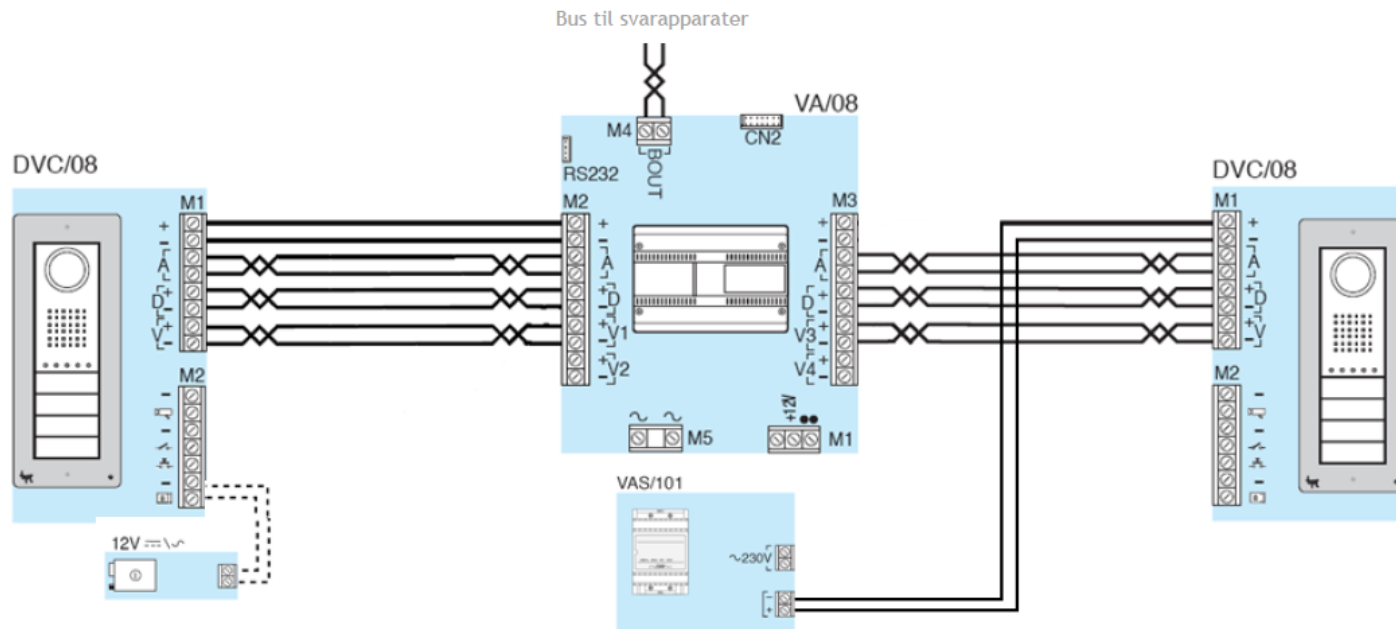 Bus til svarapparater
VA/08
M4
CN2
BOUT
RS232
DVC/08
DVC/08
M1
M2
M3
M1
+
-
A
D
+
-
V
+
-
+
-
A
+
D
-
+
V1
-
+
V2
-
+
-
A
+
D
-
+
V3
-
+
V4
-
+
-
A
+
D
-
+
V
-
M2
-
-
-
M2
-
-
-
M5
+12V
M1
VAS/101
~230V
-
+
12V